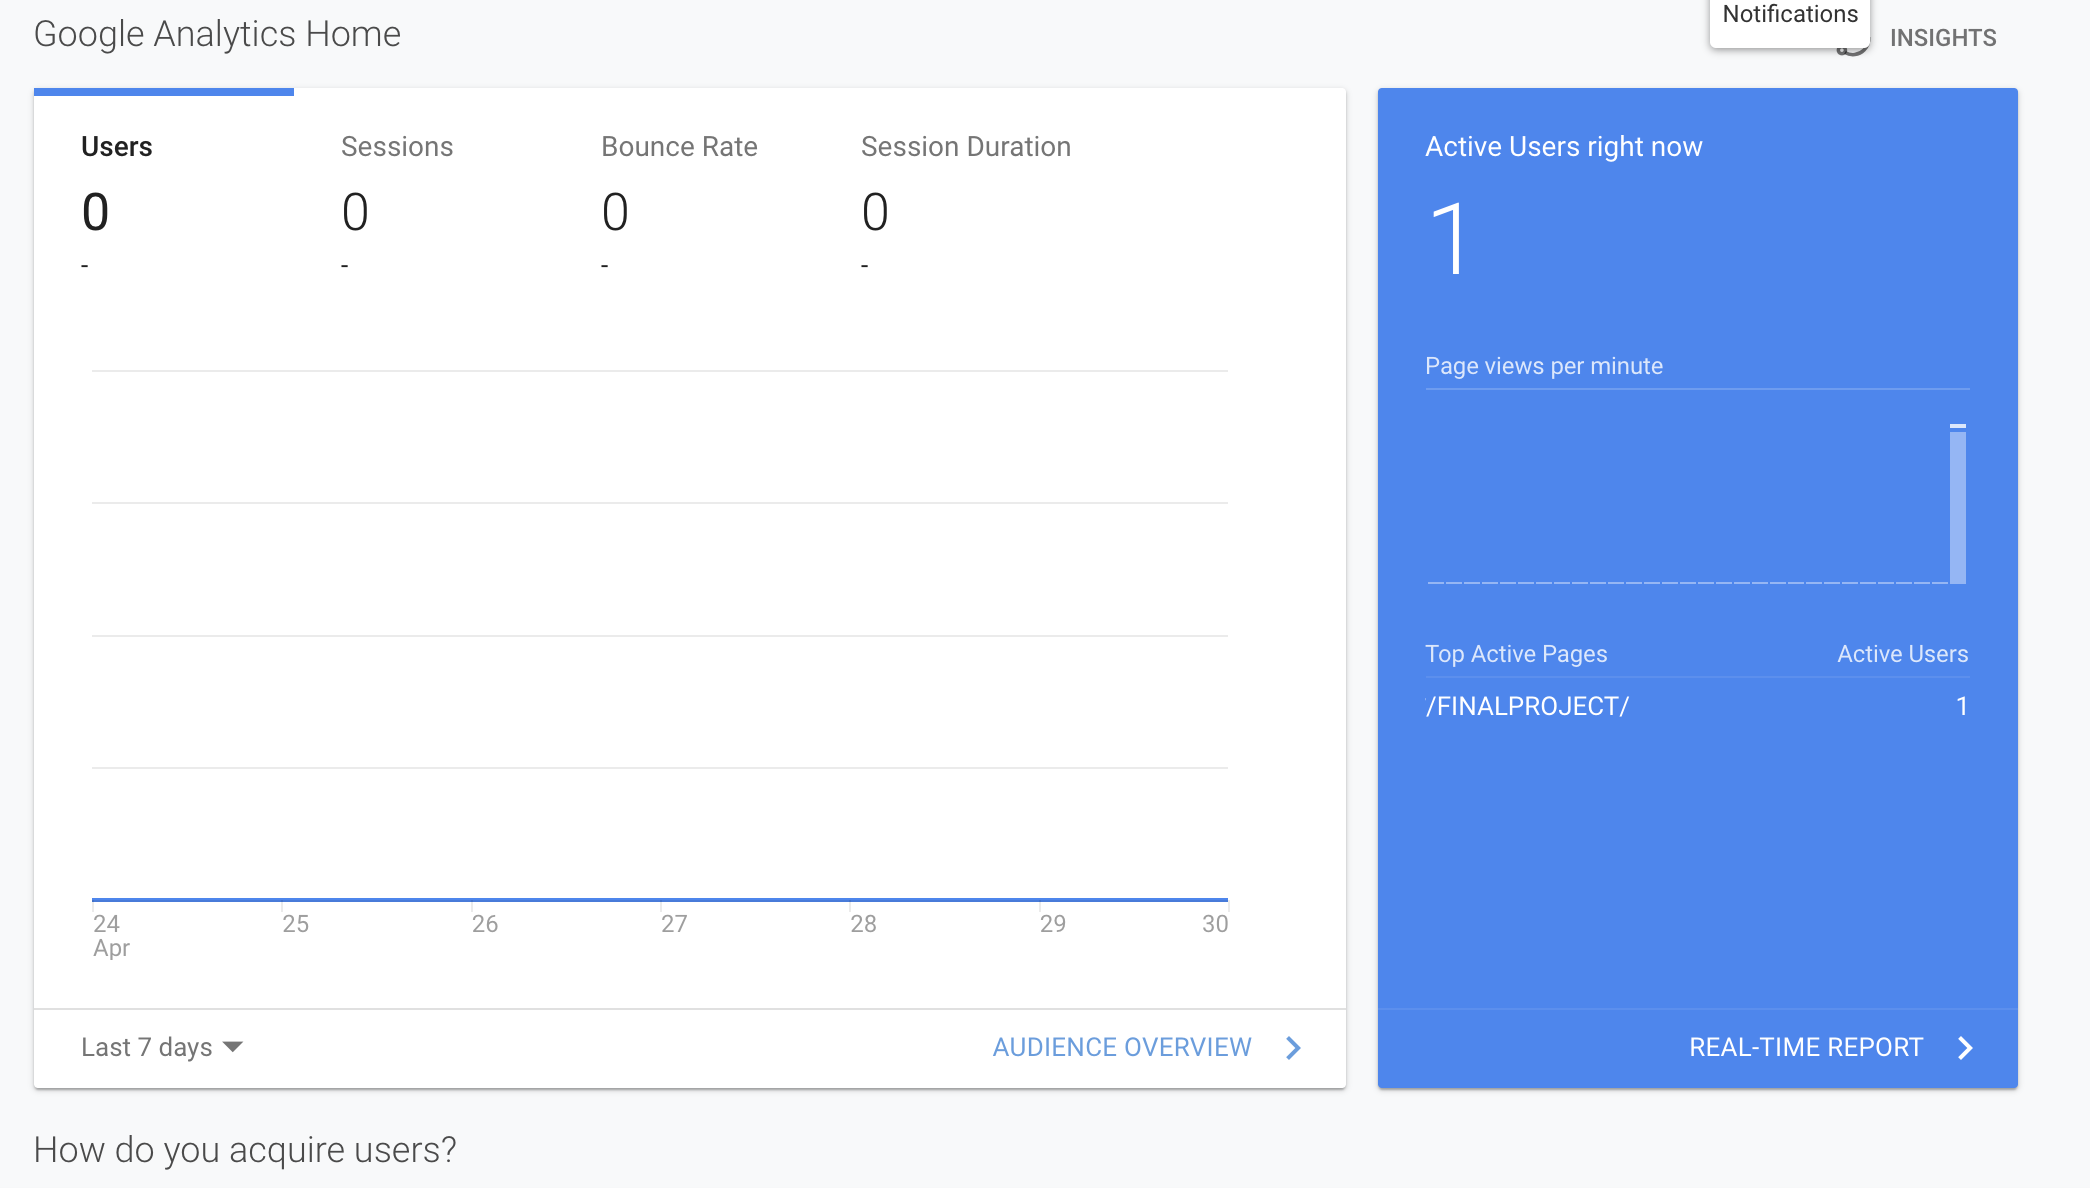 Google Analytics Home
Notifications
INSIGHTS
Users
0
-
Sessions
0
-
Bounce Rate
0
-
Session Duration
0
-
24
Apr
25
26
27
28
29
30
Last 7 days
AUDIENCE OVERVIEW
Active Users right now
1
Page views per minute
Top Active Pages Active Users
/FINALPROJECT/ 1
REAL-TIME REPORT
How do you acquire users?